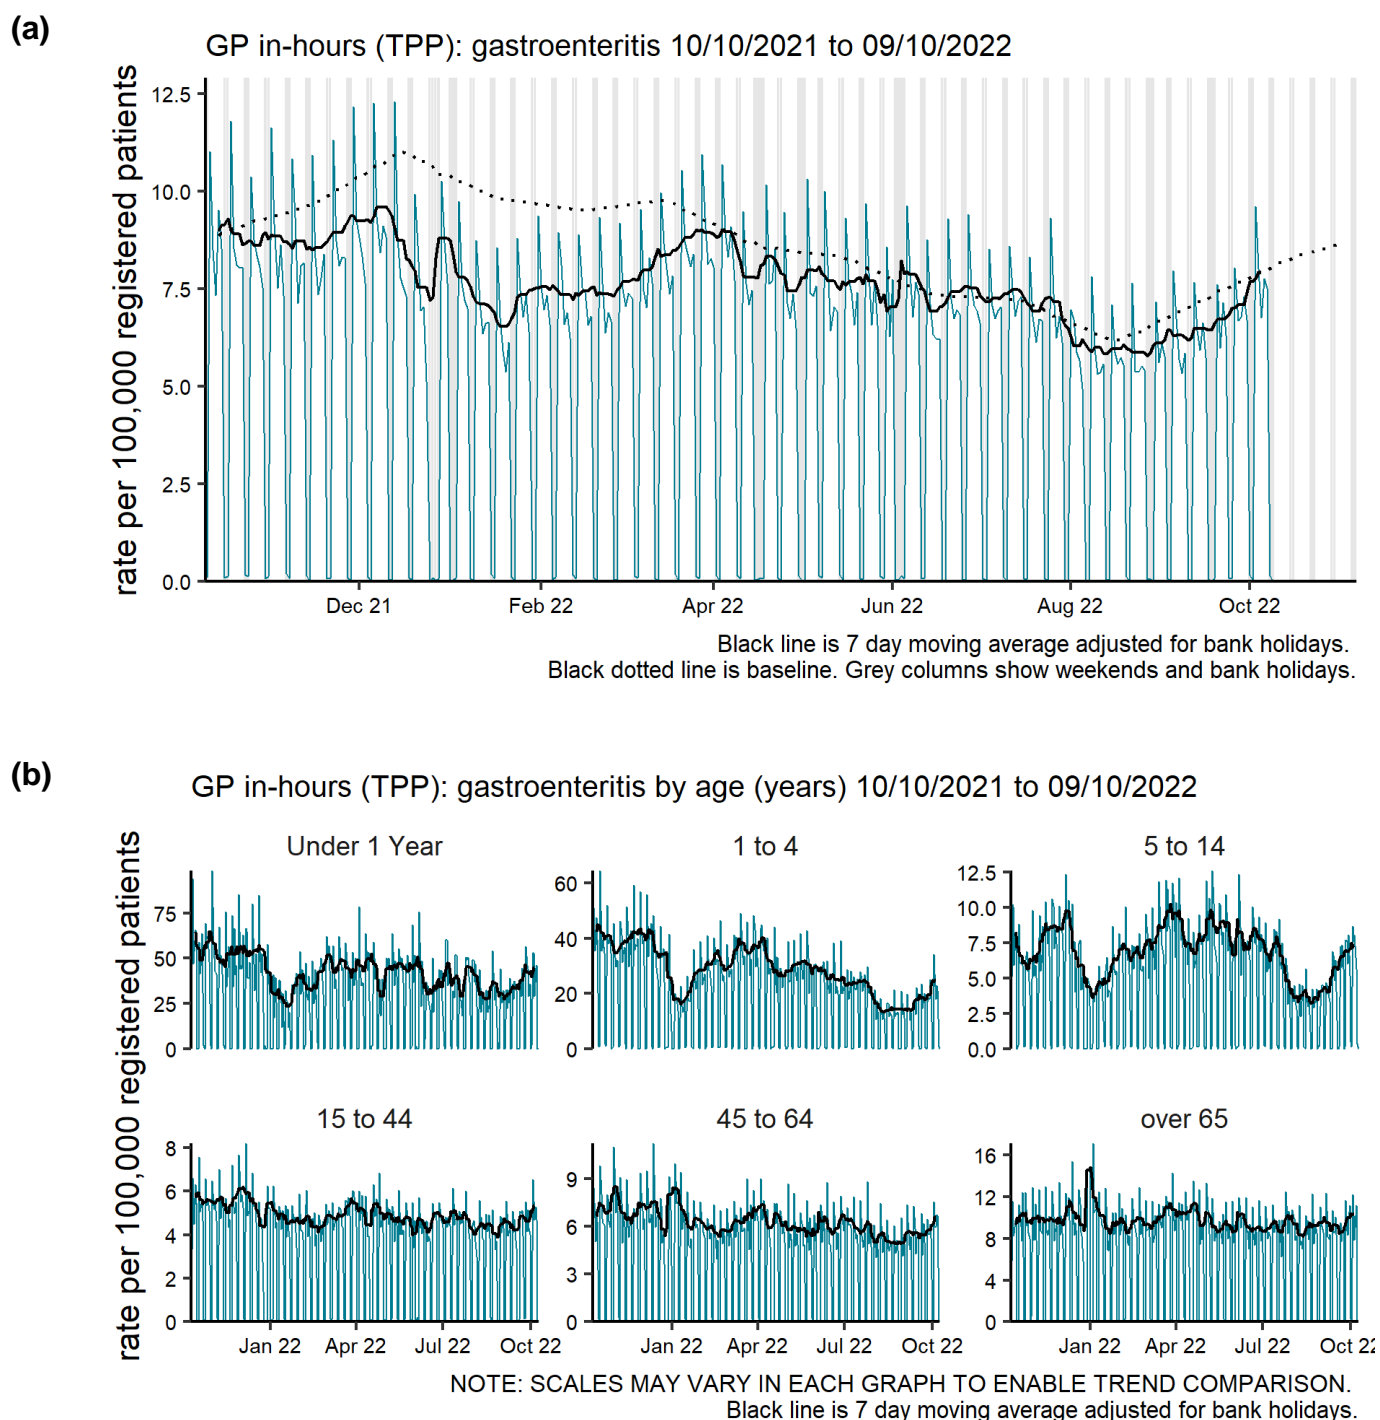 (a)
GP in-hours (TPP): gastroenteritis 10/10/2021 to 09/10/2022
rate per 100,000 registered patients
12.5
10.0
7.5
5.0
2.5
0.0
Dec 21 Feb 22 Apr 22 Jun 22 Aug 22 Oct 22
Black line is 7 day moving average adjusted for bank holidays.
Black dotted line is baseline. Grey columns show weekends and bank holidays.
(b)
GP in-hours (TPP): gastroenteritis by age (years) 10/10/2021 to 09/10/2022
rate per 100,000 registered patients
Under 1 Year
75
50
25
0
1 to 4
60
40
20
0
5 to 14
12.5
10.0
7.5
5.0
2.5
0.0
15 to 44
8
6
4
2
0
Jan 22 Apr 22 Jul 22 Oct 22
45 to 64
9
6
3
0
Jan 22 Apr 22 Jul 22 Oct 22
over 65
16
12
8
4
0
Jan 22 Apr 22 Jul 22 Oct 22
NOTE: SCALES MAY VARY IN EACH GRAPH TO ENABLE TREND COMPARISON.
Black line is 7 day moving average adjusted for bank holidays.